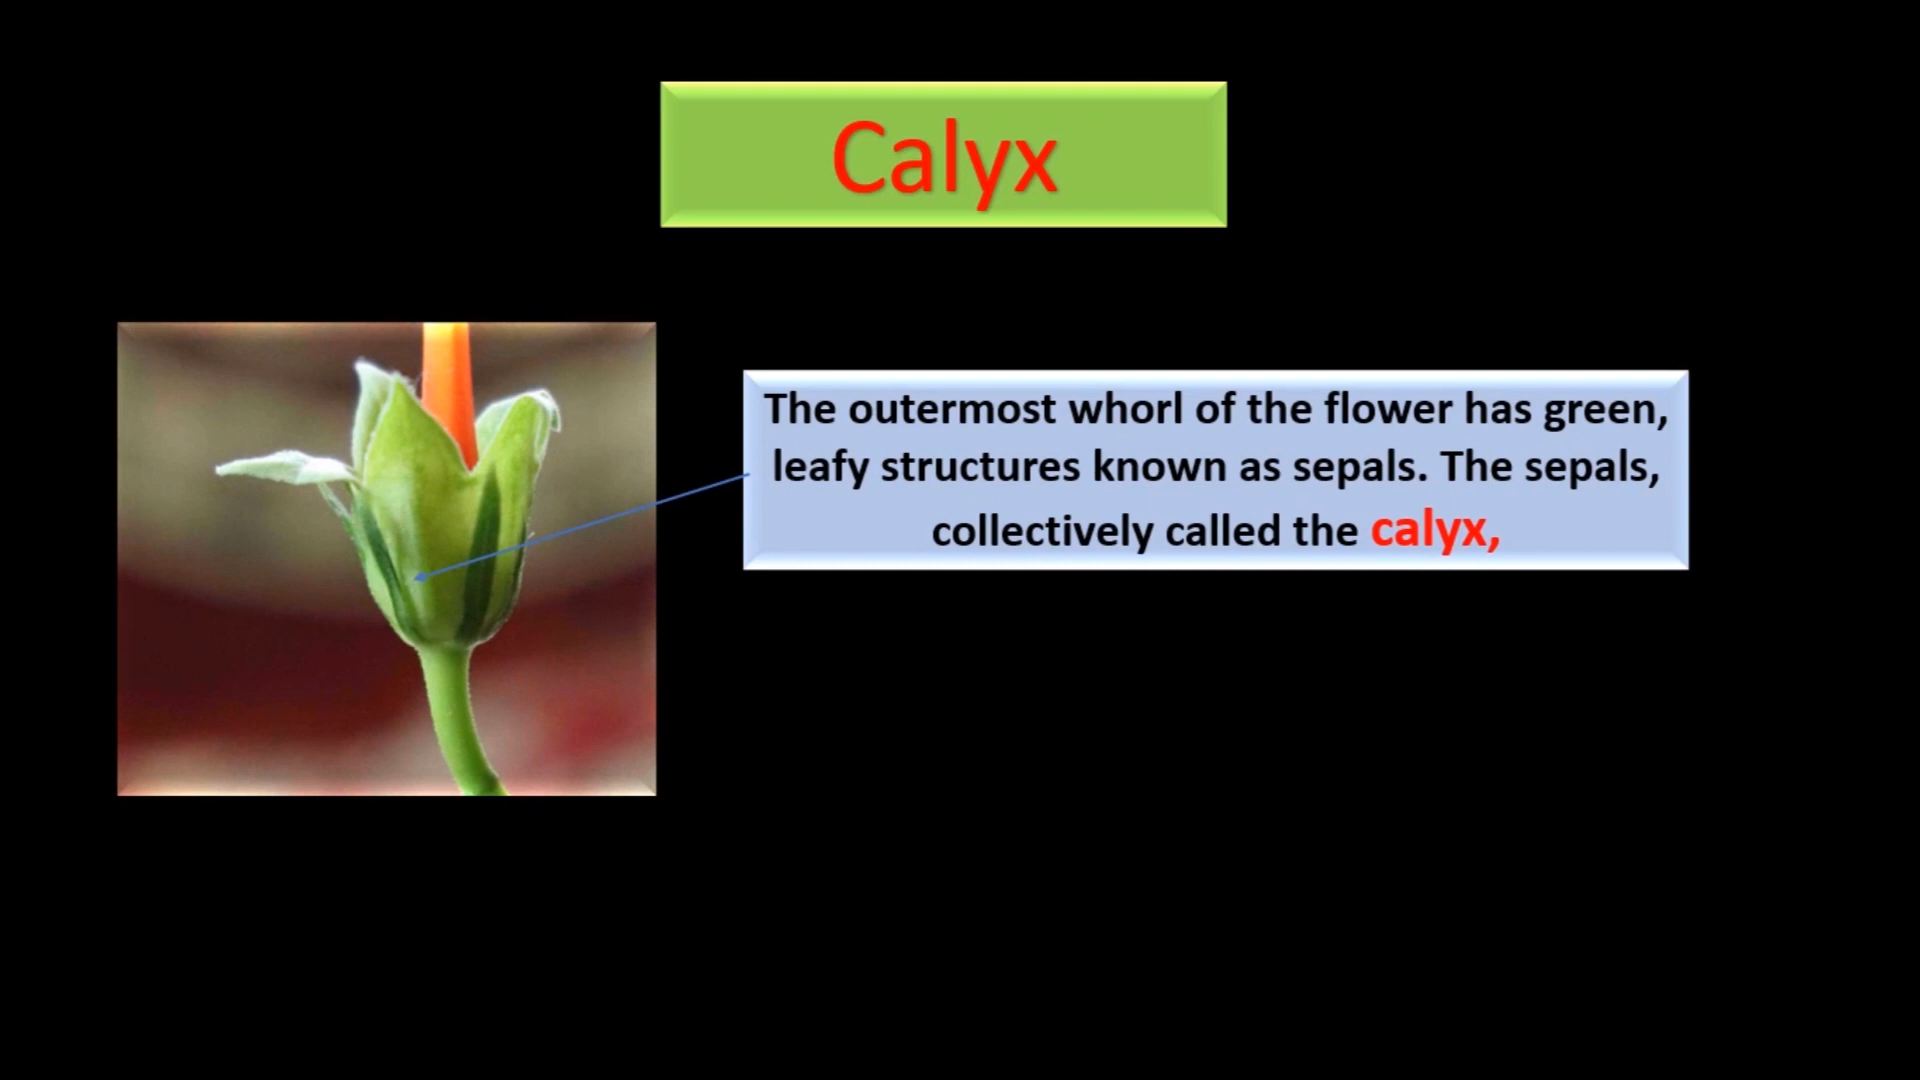 Calyx
The outermost whorl of the flower has green,
leafy structures known as sepals. The sepals,
collectively called the calyx,